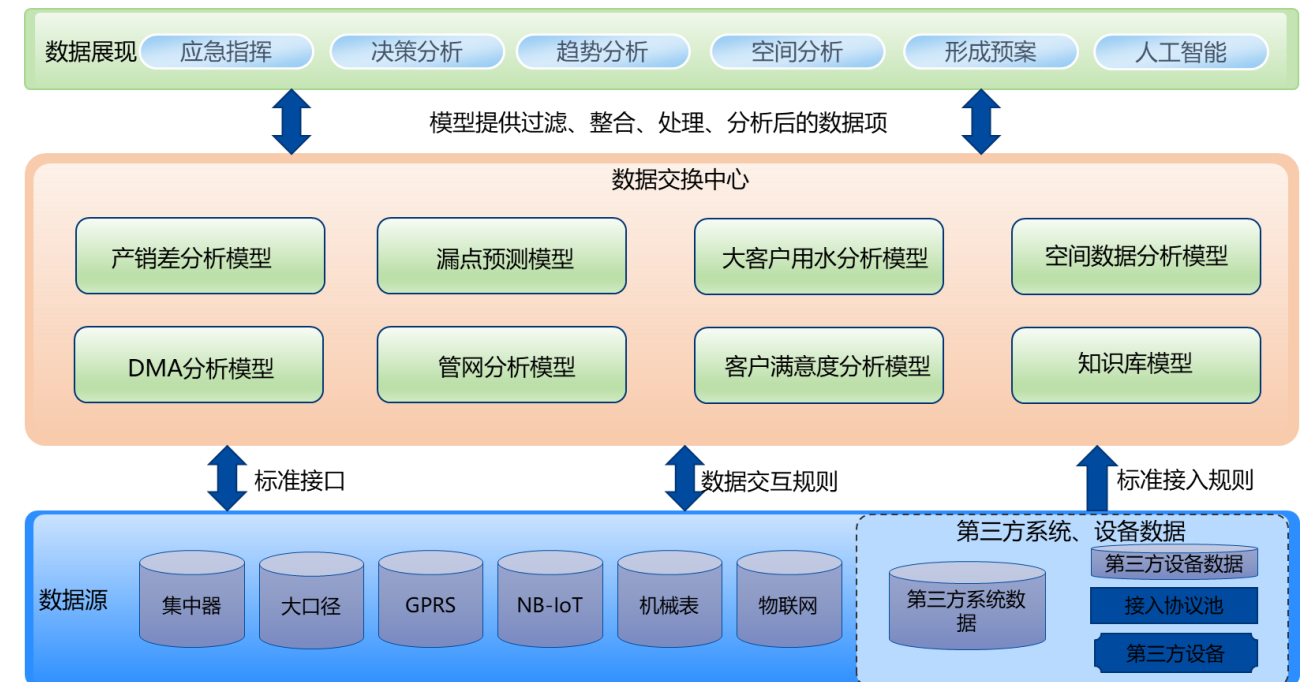 数据展现
应急指挥
决策分析
趋势分析
空间分析
形成预案
人工智能
模型提供过滤、整合、处理、分析后的数据项
数据交换中心
产销差分析模型
漏点预测模型
大客户用水分析模型
空间数据分析模型
DMA分析模型
管网分析模型
客户满意度分析模型
知识库模型
标准接口
数据交互规则
标准接入规则
数据源
集中器
大口径
GPRS
NB-IoT
机械表
物联网
第三方系统、设备数据
第三方系统数
据
第三方设备数据
接入协议池
第三方设备